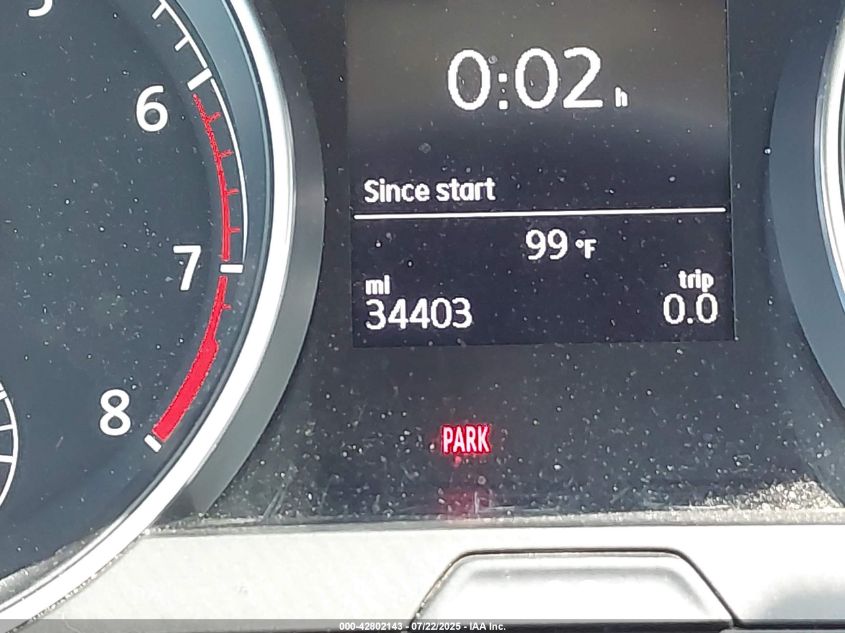 0:02 h
Since start
99 °F
mi trip
34403 0.0
6
7
8
PARK
000-42802143 - 07/22/2025 - IAA Inc.